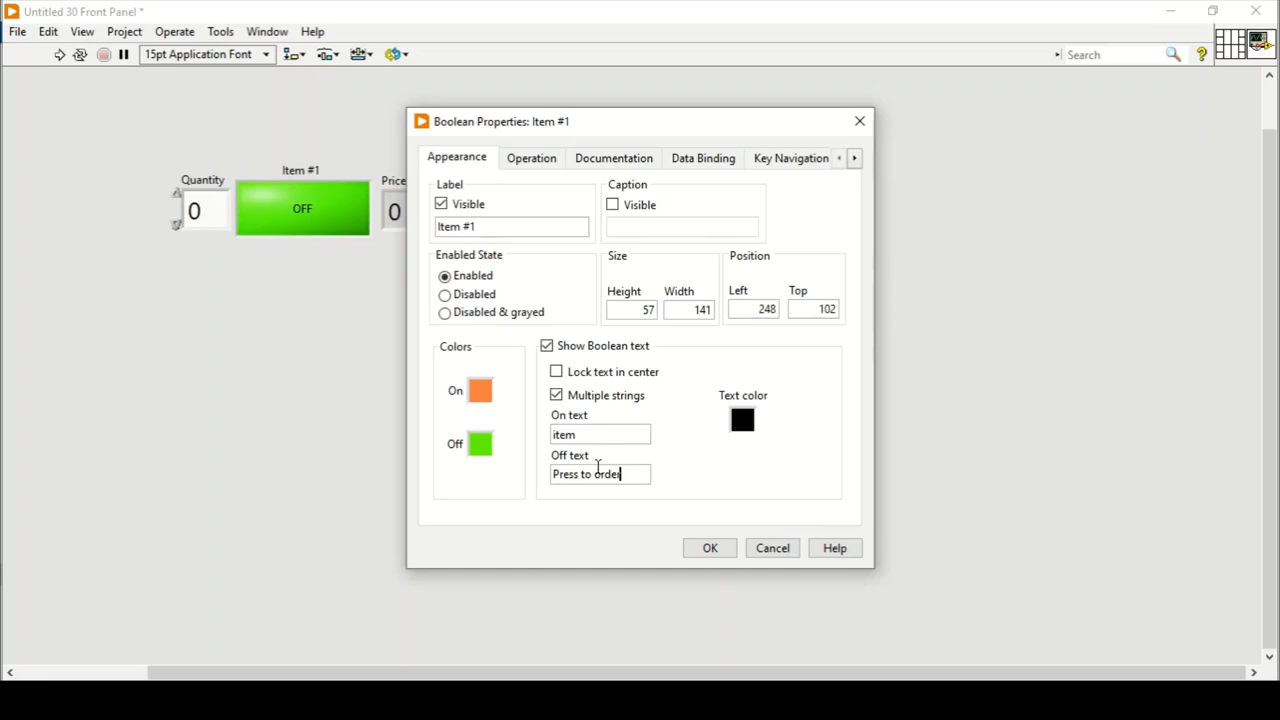 Untitled 30 Front Panel *
File Edit View Project Operate Tools Window Help
15pt Application Font
Search
?
Quantity
0
Item #1
OFF
Price
0
Boolean Properties: Item #1
Appearance Operation Documentation Data Binding Key Navigation
Label
Visible
Item #1
Caption
Visible
Enabled State
Enabled
Disabled
Disabled & grayed
Size
Height Width
57 141
Position
Left Top
248 102
Colors
On
Off
Show Boolean text
Lock text in center
Multiple strings
On text
item
Off text
Press to order
Text color
OK Cancel Help